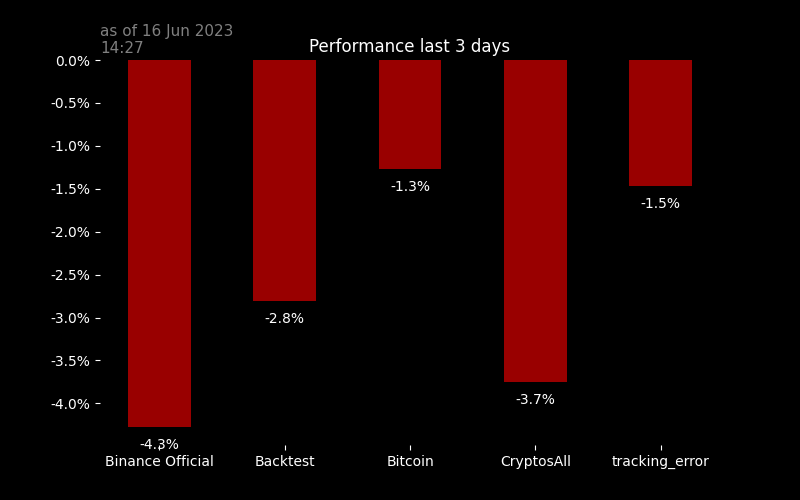 as of 16 Jun 2023
14:27
Performance last 3 days
0.0%
-0.5%
-1.0%
-1.5%
-2.0%
-2.5%
-3.0%
-3.5%
-4.0%
-4.3%
-2.8%
-1.3%
-3.7%
-1.5%
Binance Official
Backtest
Bitcoin
CryptosAll
tracking_error